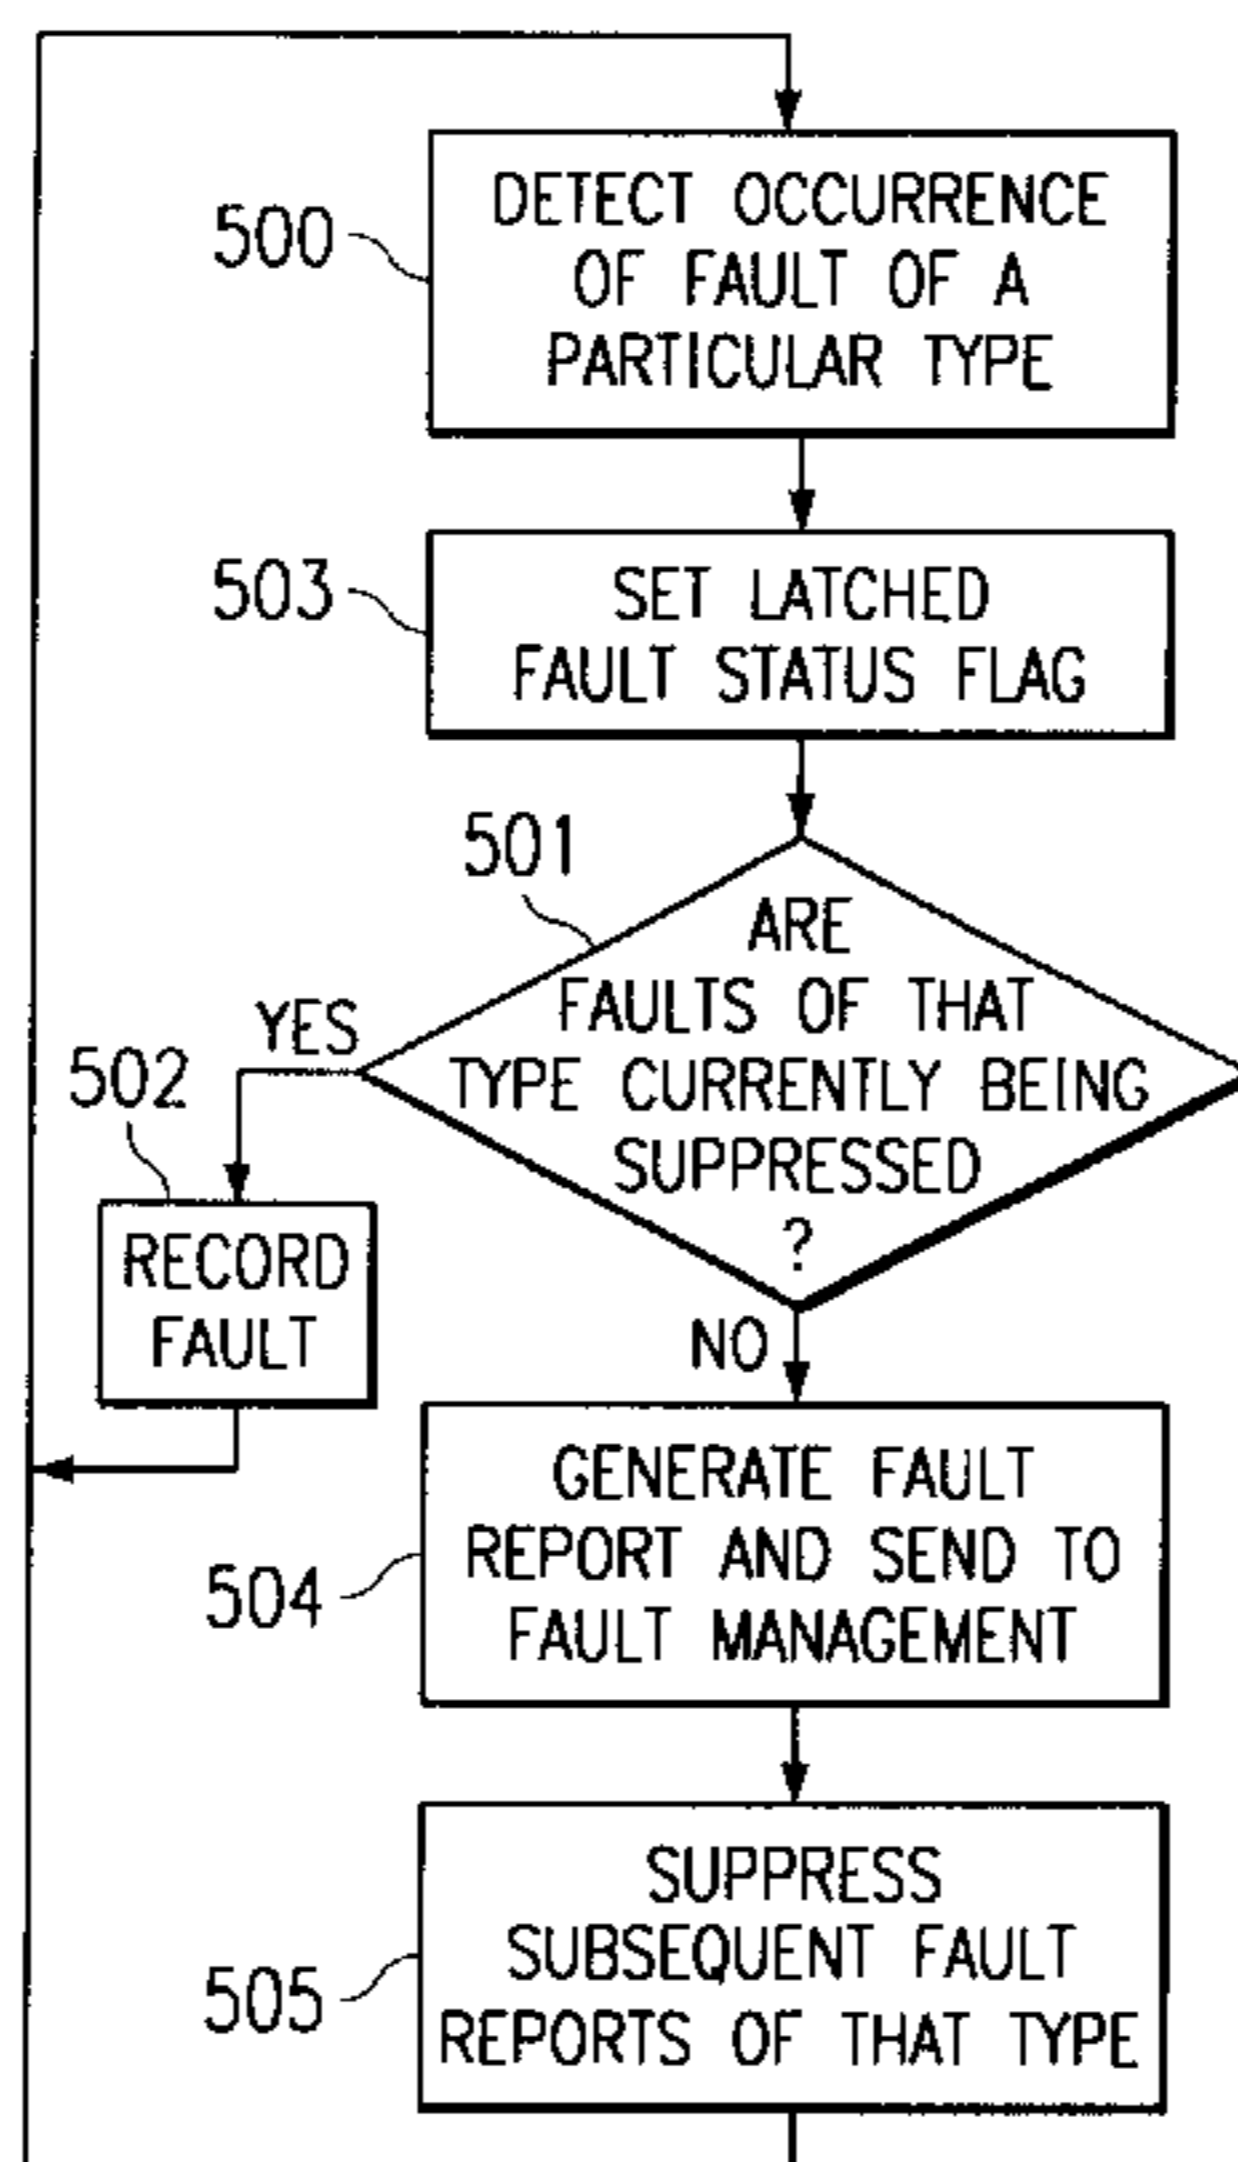 500
DETECT OCCURRENCE
OF FAULT OF A
PARTICULAR TYPE
503
SET LATCHED
FAULT STATUS FLAG
501
ARE
FAULTS OF THAT
TYPE CURRENTLY BEING
SUPPRESSED
?
YES
502
RECORD
FAULT
NO
504
GENERATE FAULT
REPORT AND SEND TO
FAULT MANAGEMENT
505
SUPPRESS
SUBSEQUENT FAULT
REPORTS OF THAT TYPE